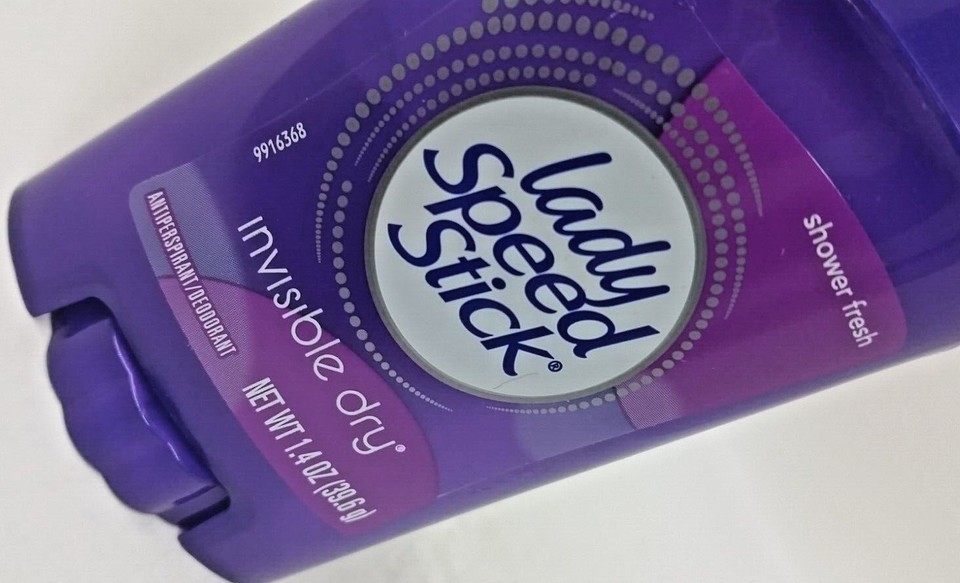 shower fresh
lady
Speed
Stick®
9916368
invisible dry®
ANTIPERSPIRANT/DEODORANT
NET WT 1.4 OZ (39.6 g)